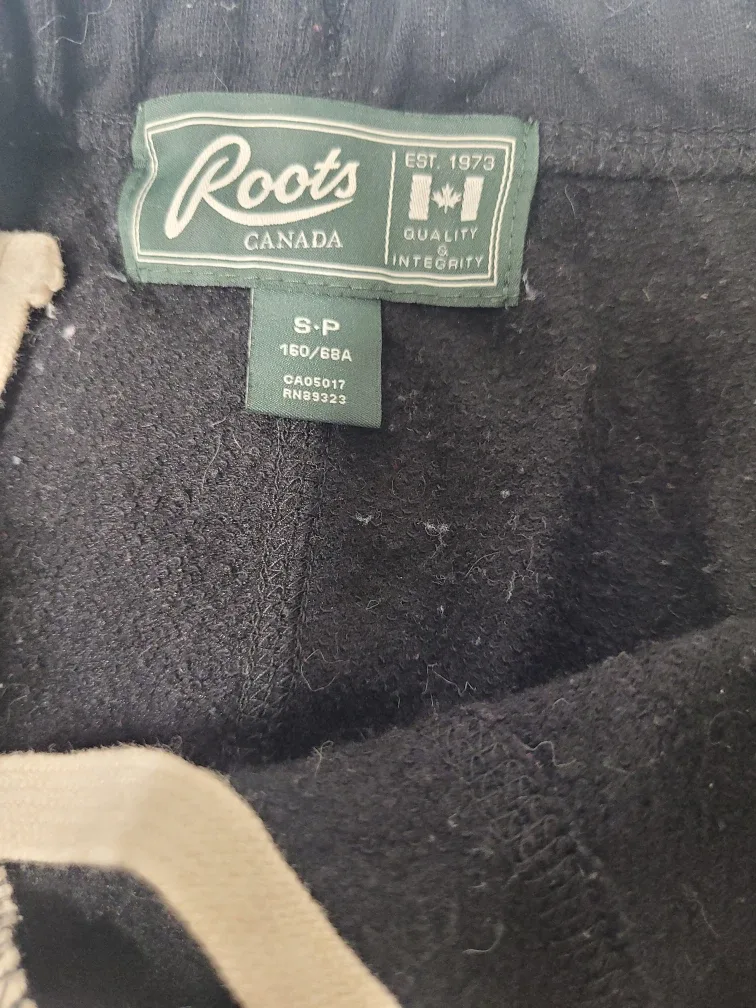 Roots
CANADA
EST. 1973
QUALITY
&
INTEGRITY
S•P
160/68A
CA05017
RN89323